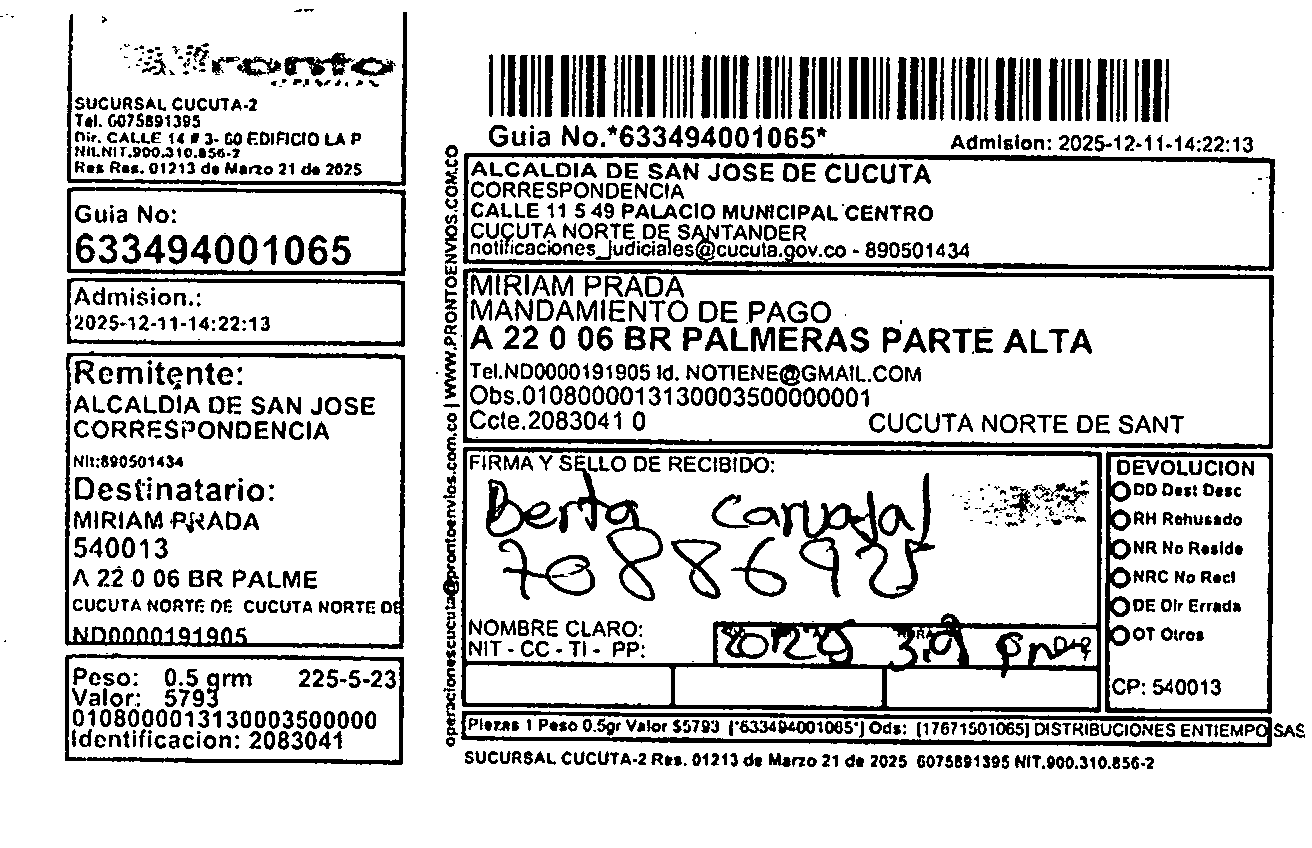 SUCURSAL CUCUTA-2
Tel. 6075891395
Dir. CALLE 14 # 3- 60 EDIFICIO LA P
NIt.NIT.900.310.856-2
Res Res. 01213 de Marzo 21 de 2025
Guia No:
633494001065
Admision.:
2025-12-11-14:22:13
Remitente:
ALCALDIA DE SAN JOSE
CORRESPONDENCIA
Nit:890501434
Destinatario:
MIRIAM PRADA
540013
A 22 0 06 BR PALME
CUCUTA NORTE DE CUCUTA NORTE DE
ND0000191905
Peso: 0.5 grm 225-5-23
Valor: 5793
01080000131300035000000
Identificacion: 2083041
operacionescucuta@prontoenvios.com.co | WWW.PRONTOENVIOS.COM.CO
Guia No.*633494001065*
Admision: 2025-12-11-14:22:13
ALCALDIA DE SAN JOSE DE CUCUTA
CORRESPONDENCIA
CALLE 11 5 49 PALACIO MUNICIPAL CENTRO
CUCUTA NORTE DE SANTANDER
notificaciones_judiciales@cucuta.gov.co - 890501434
MIRIAM PRADA
MANDAMIENTO DE PAGO
A 22 0 06 BR PALMERAS PARTE ALTA
Tel.ND0000191905 Id. NOTIENE@GMAIL.COM
Obs.0108000013130003500000001
Ccte.2083041 0 CUCUTA NORTE DE SANT
FIRMA Y SELLO DE RECIBIDO:
Berta Carvajal
7088692
NOMBRE CLARO:
NIT - CC - TI - PP:
DEVOLUCION
DD Dest Desc
RH Rehusado
NR No Reside
NRC No Recl
DE Dir Errada
OT Otros
CP: 540013
Piezas 1 Peso 0.5gr Valor $5793 [*633494001065*] Ods: [17671501065] DISTRIBUCIONES ENTIEMPO SAS
SUCURSAL CUCUTA-2 Res. 01213 de Marzo 21 de 2025 6075891395 NIT.900.310.856-2